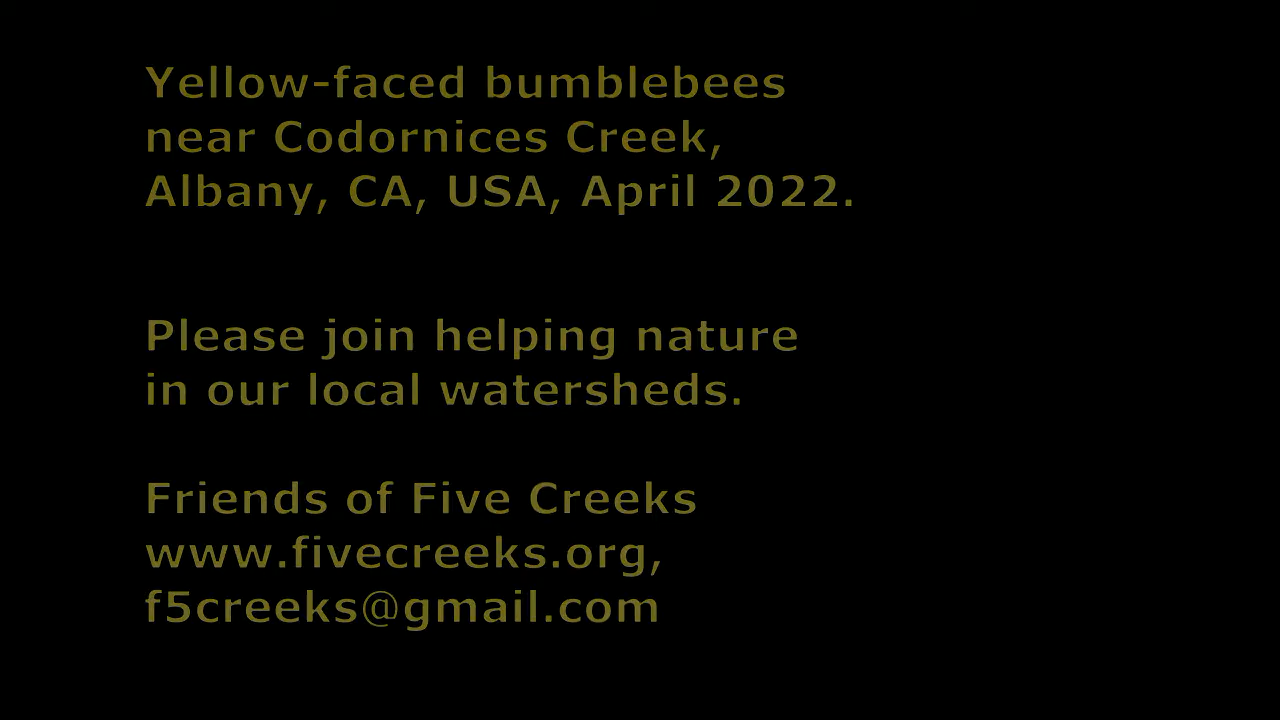 Yellow-faced bumblebees
near Codornices Creek,
Albany, CA, USA, April 2022.
Please join helping nature
in our local watersheds.
Friends of Five Creeks
www.fivecreeks.org,
f5creeks@gmail.com